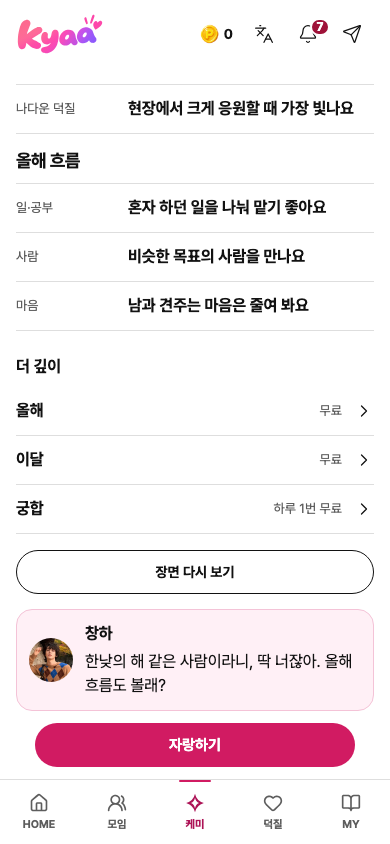 Kyaa
0
7
나다운 덕질
현장에서 크게 응원할 때 가장 빛나요
올해 흐름
일·공부
혼자 하던 일을 나눠 맡기 좋아요
사람
비슷한 목표의 사람을 만나요
마음
남과 견주는 마음은 줄여 봐요
더 깊이
올해
무료
이달
무료
궁합
하루 1번 무료
장면 다시 보기
창하
한낮의 해 같은 사람이라니, 딱 너잖아. 올해
흐름도 볼래?
자랑하기
HOME
모임
케미
덕질
MY